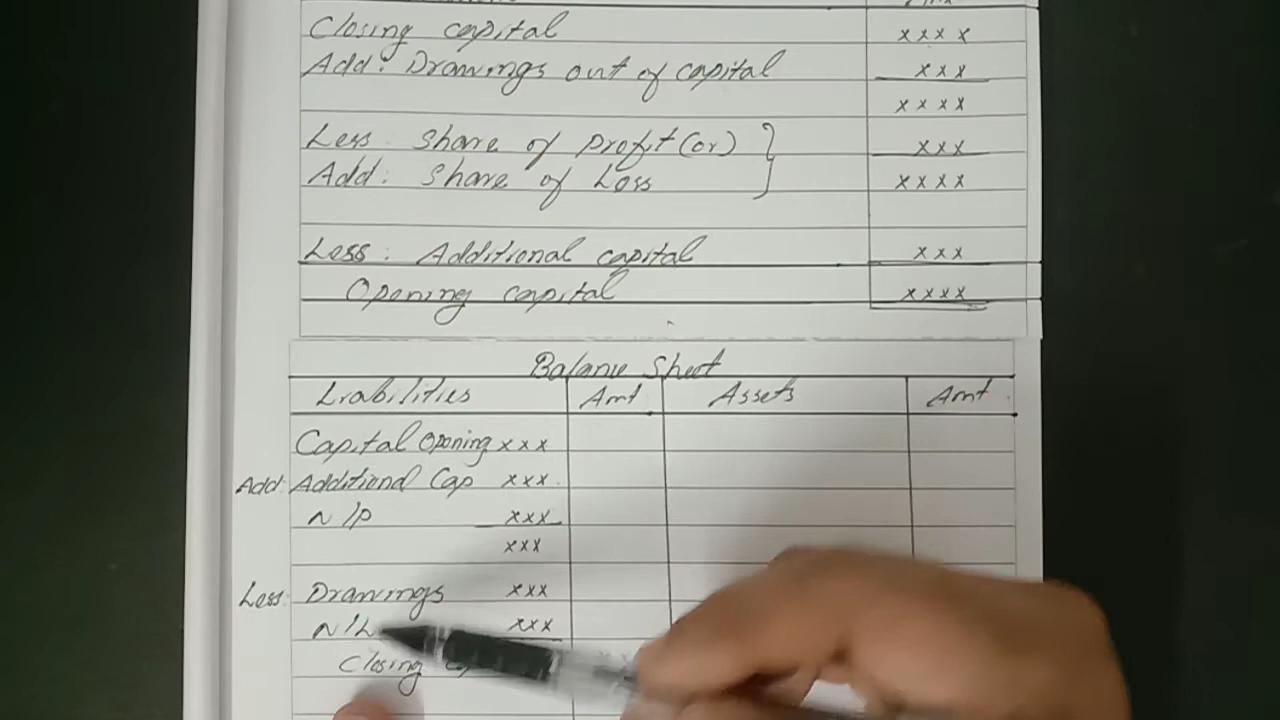 Closing capital xxxx
Add: Drawings out of capital xxx
xxxx
Less: Share of Profit (or) xxx
Add: Share of Loss xxxx
Less: Additional capital xxx
Opening capital xxxx
Balance Sheet
Liabilities Amt Assets Amt
Capital Opening xxx
Add: Additional Cap xxx
N/P xxx
xxx
Less: Drawings xxx
N/L xxx
Closing